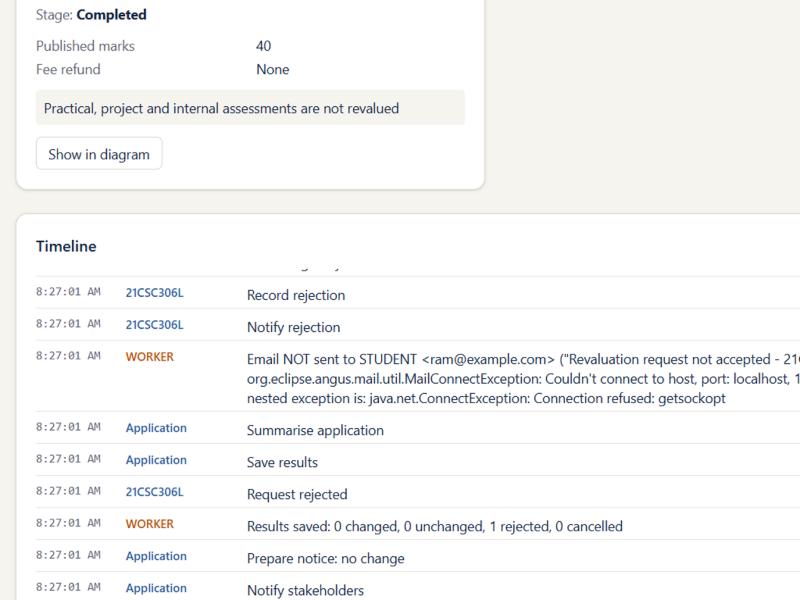 Stage: Completed
Published marks 40
Fee refund None
Practical, project and internal assessments are not revalued
Show in diagram
Timeline
8:27:01 AM 21CSC306L Record rejection
8:27:01 AM 21CSC306L Notify rejection
8:27:01 AM WORKER Email NOT sent to STUDENT <ram@example.com> ("Revaluation request not accepted - 21
org.eclipse.angus.mail.util.MailConnectException: Couldn't connect to host, port: localhost, 1
nested exception is: java.net.ConnectException: Connection refused: getsockopt
8:27:01 AM Application Summarise application
8:27:01 AM Application Save results
8:27:01 AM 21CSC306L Request rejected
8:27:01 AM WORKER Results saved: 0 changed, 0 unchanged, 1 rejected, 0 cancelled
8:27:01 AM Application Prepare notice: no change
8:27:01 AM Application Notify stakeholders